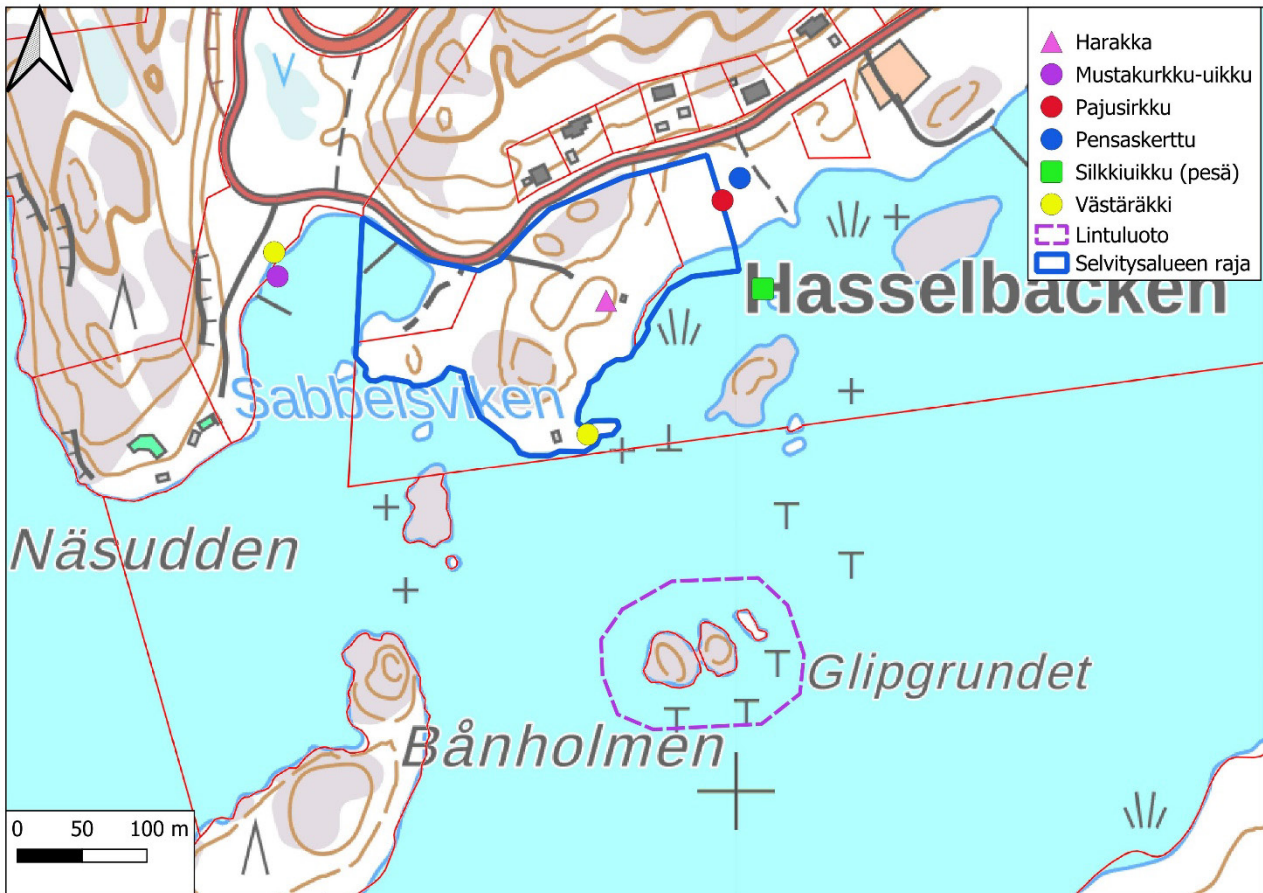 Harakka
Mustakurkku-uikku
Pajusirkku
Pensaskerttu
Silkkiuikku (pesä)
Västäräkki
Lintuluoto
Selvitysalueen raja
Hasselbacken
Sabbelsviken
Näsudden
Glipgrundet
Bånholmen
0 50 100 m